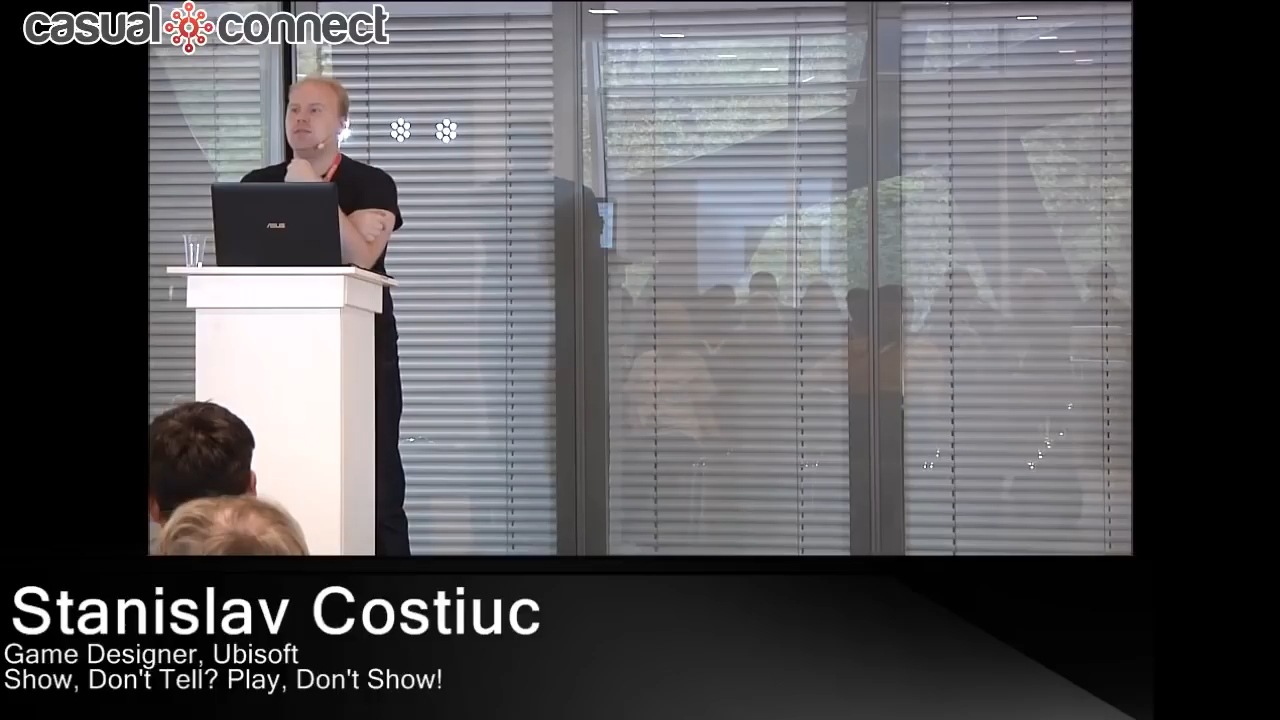 casual connect
ASUS
Stanislav Costiuc
Game Designer, Ubisoft
Show, Don't Tell? Play, Don't Show!